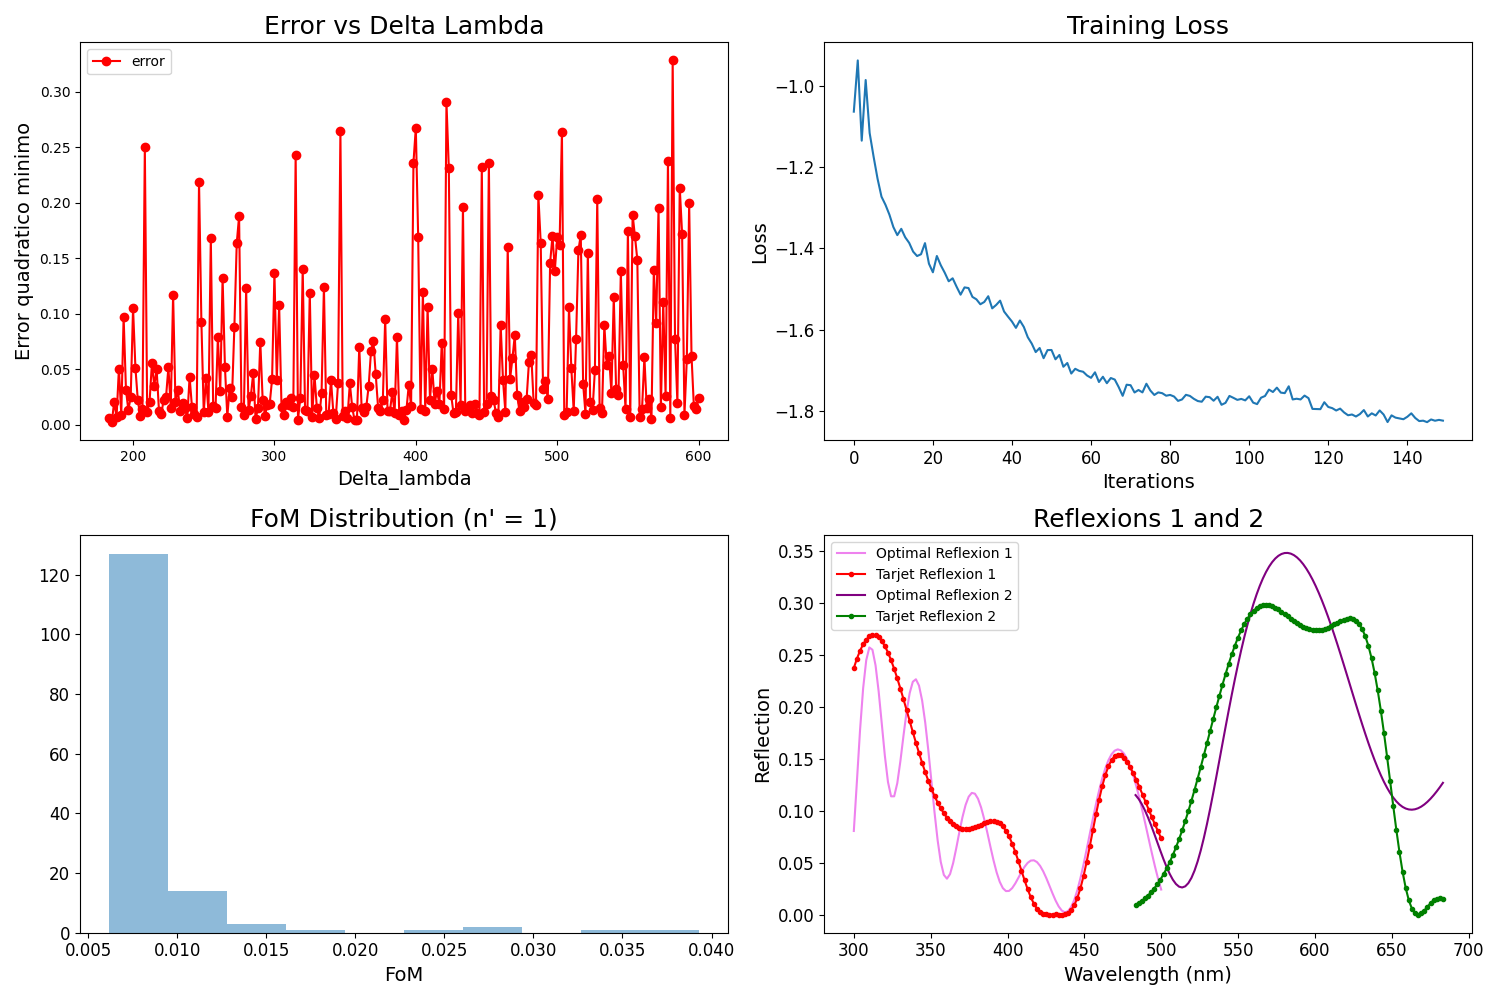 Error vs Delta Lambda
error
Error quadratico minimo
0.30
0.25
0.20
0.15
0.10
0.05
0.00
200 300 400 500 600
Delta_lambda
Training Loss
Loss
−1.0
−1.2
−1.4
−1.6
−1.8
0 20 40 60 80 100 120 140
Iterations
FoM Distribution (n' = 1)
120
100
80
60
40
20
0
0.005 0.010 0.015 0.020 0.025 0.030 0.035 0.040
FoM
Reflexions 1 and 2
Optimal Reflexion 1
Tarjet Reflexion 1
Optimal Reflexion 2
Tarjet Reflexion 2
Reflection
0.35
0.30
0.25
0.20
0.15
0.10
0.05
0.00
300 350 400 450 500 550 600 650 700
Wavelength (nm)